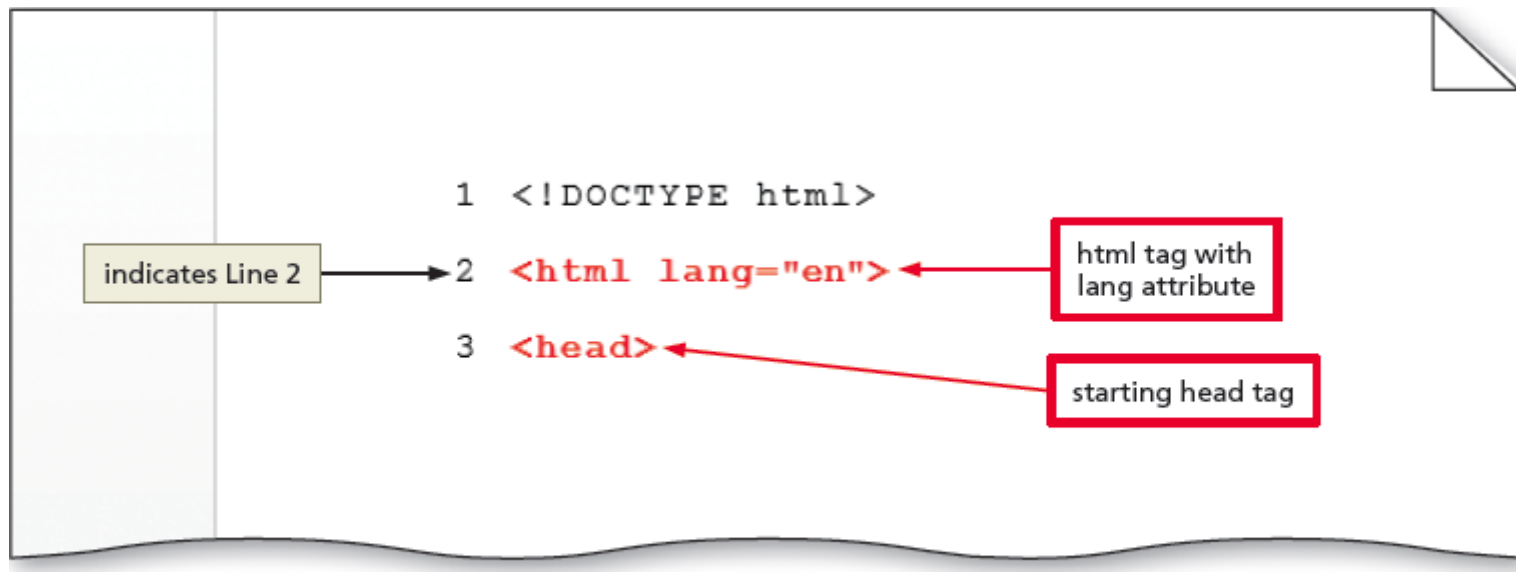 1 <!DOCTYPE html>
indicates Line 2
2 <html lang="en">
html tag with
lang attribute
3 <head>
starting head tag